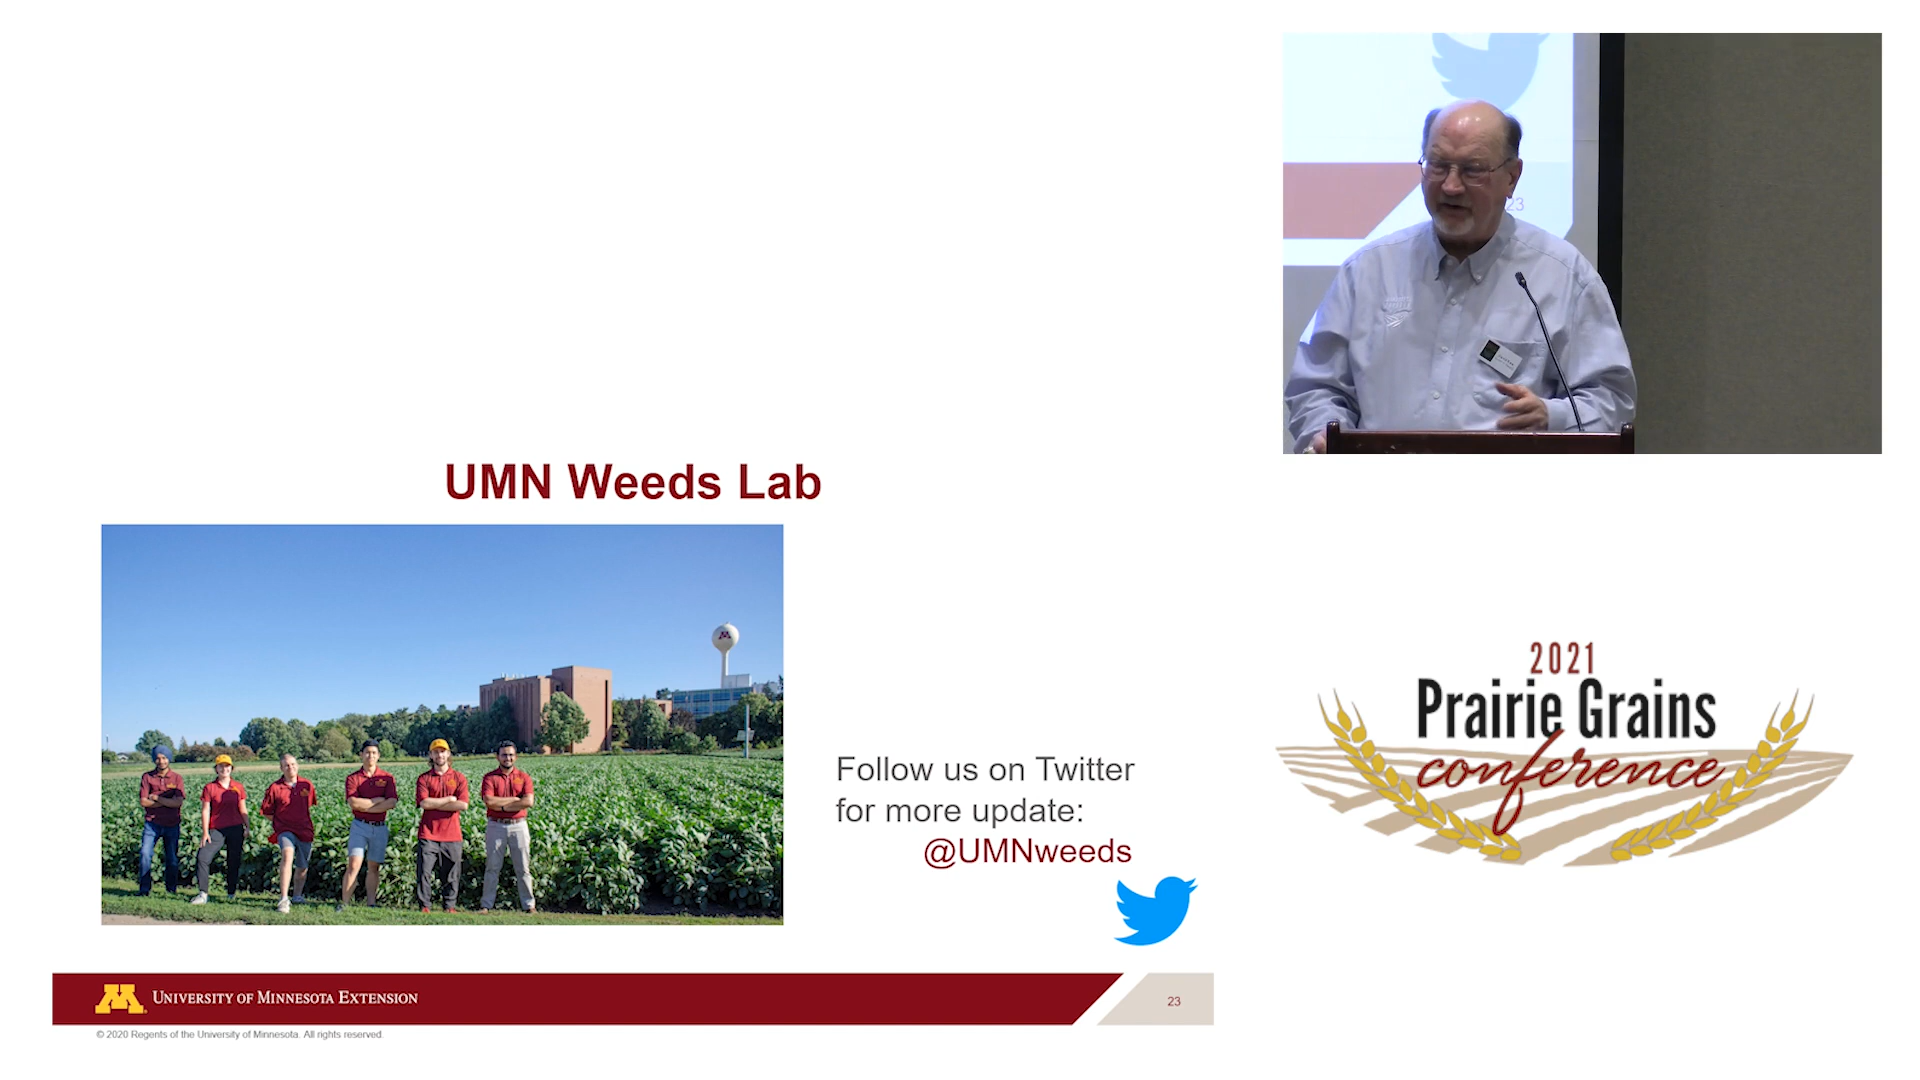 UMN Weeds Lab
Follow us on Twitter
for more update:
@UMNweeds
M
UNIVERSITY OF MINNESOTA EXTENSION
23
© 2020 Regents of the University of Minnesota. All rights reserved.
23
2021
Prairie Grains
conference